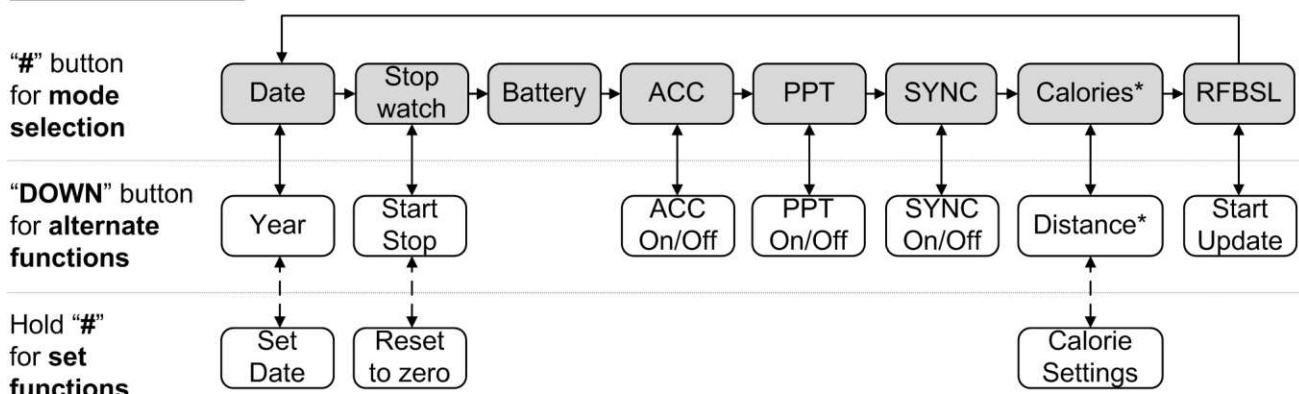 “#” button
for mode
selection
Date
Stop
watch
Battery
ACC
PPT
SYNC
Calories*
RFBSL
“DOWN” button
for alternate
functions
Year
Start
Stop
ACC
On/Off
PPT
On/Off
SYNC
On/Off
Distance*
Start
Update
Hold “#”
for set
functions
Set
Date
Reset
to zero
Calorie
Settings